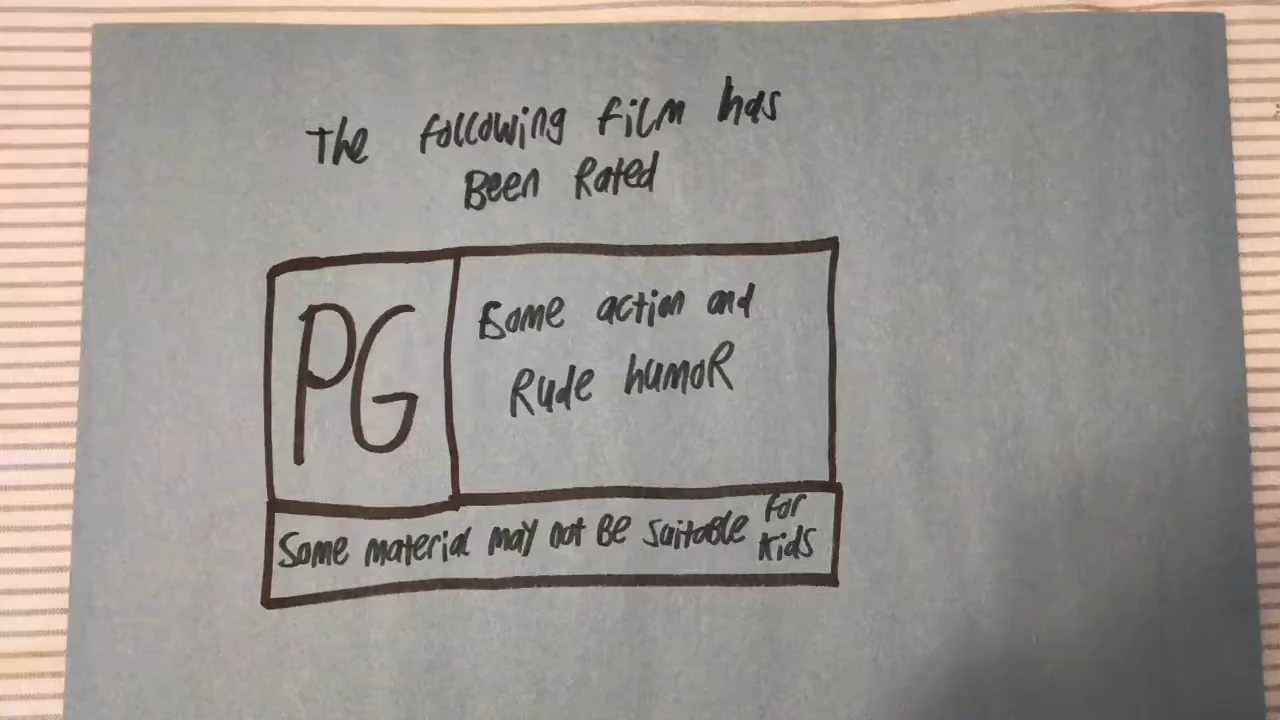 The following film has
Been Rated
PG
Some action and
Rude humoR
Some material may not Be suitable for
kids